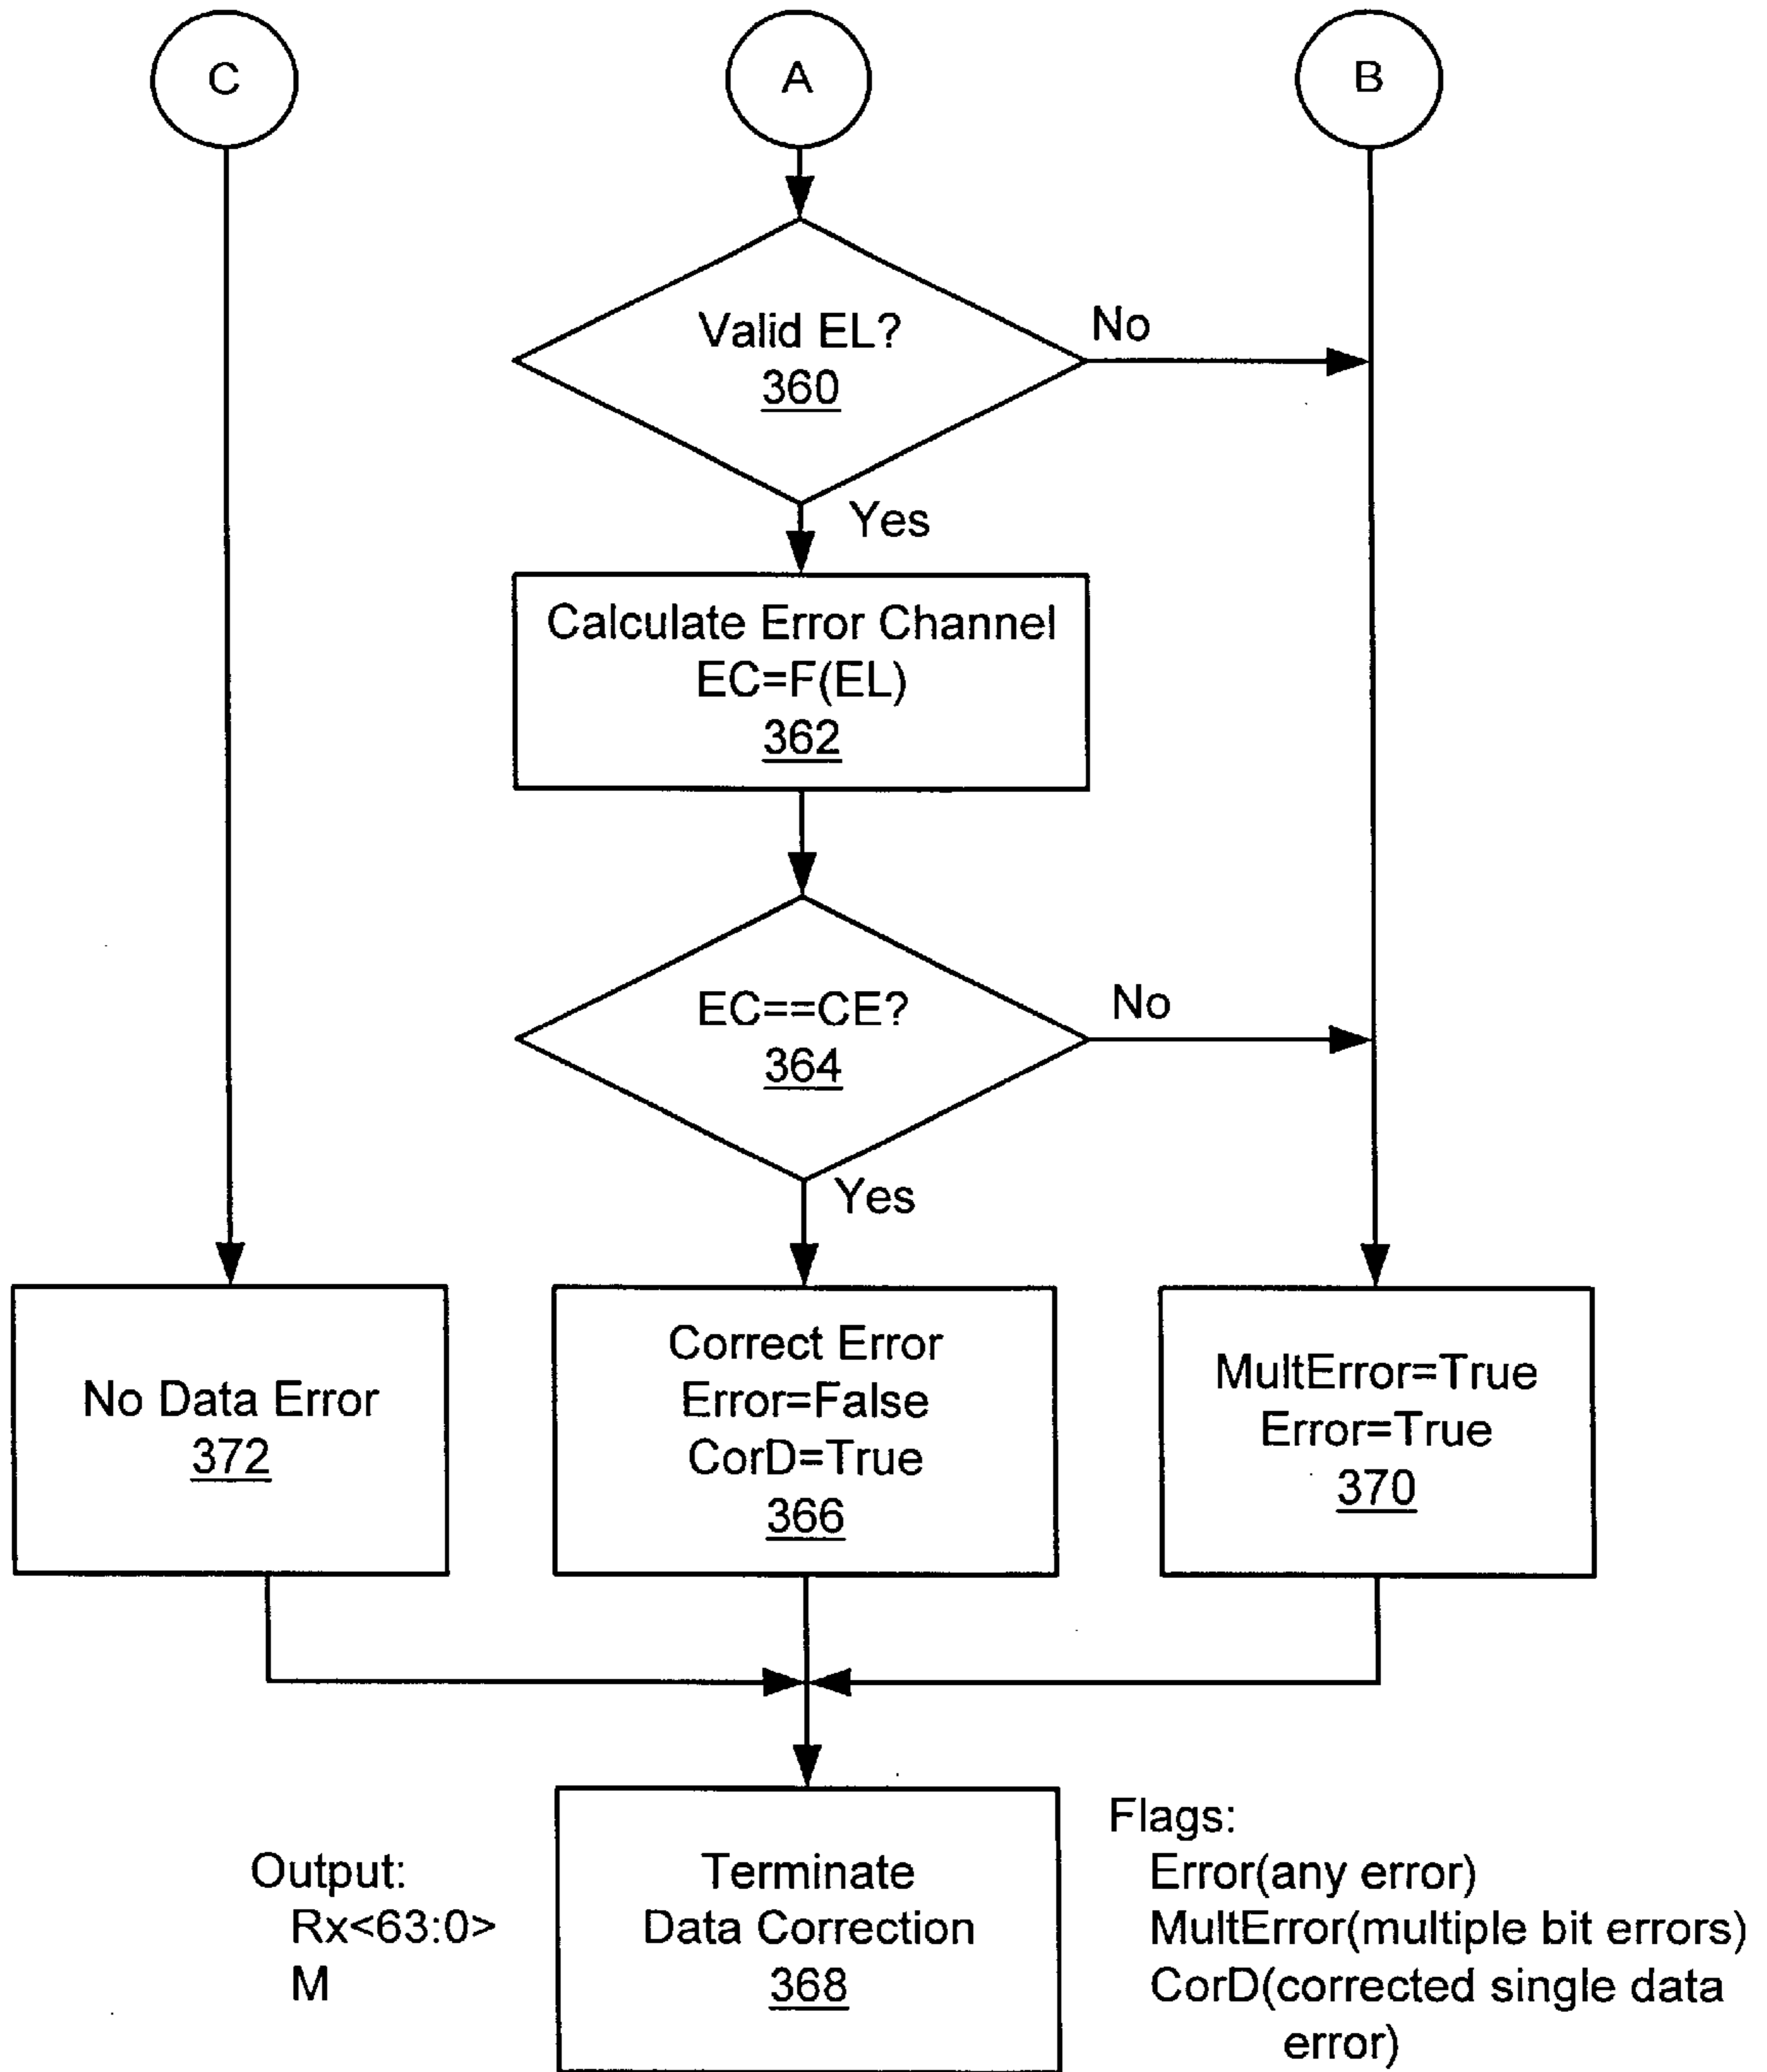 C
A
B
Valid EL?
360
No
Yes
Calculate Error Channel
EC=F(EL)
362
EC==CE?
364
No
Yes
No Data Error
372
Correct Error
Error=False
CorD=True
366
MultError=True
Error=True
370
Output:
Rx<63:0>
M
Terminate
Data Correction
368
Flags:
Error(any error)
MultError(multiple bit errors)
CorD(corrected single data
error)